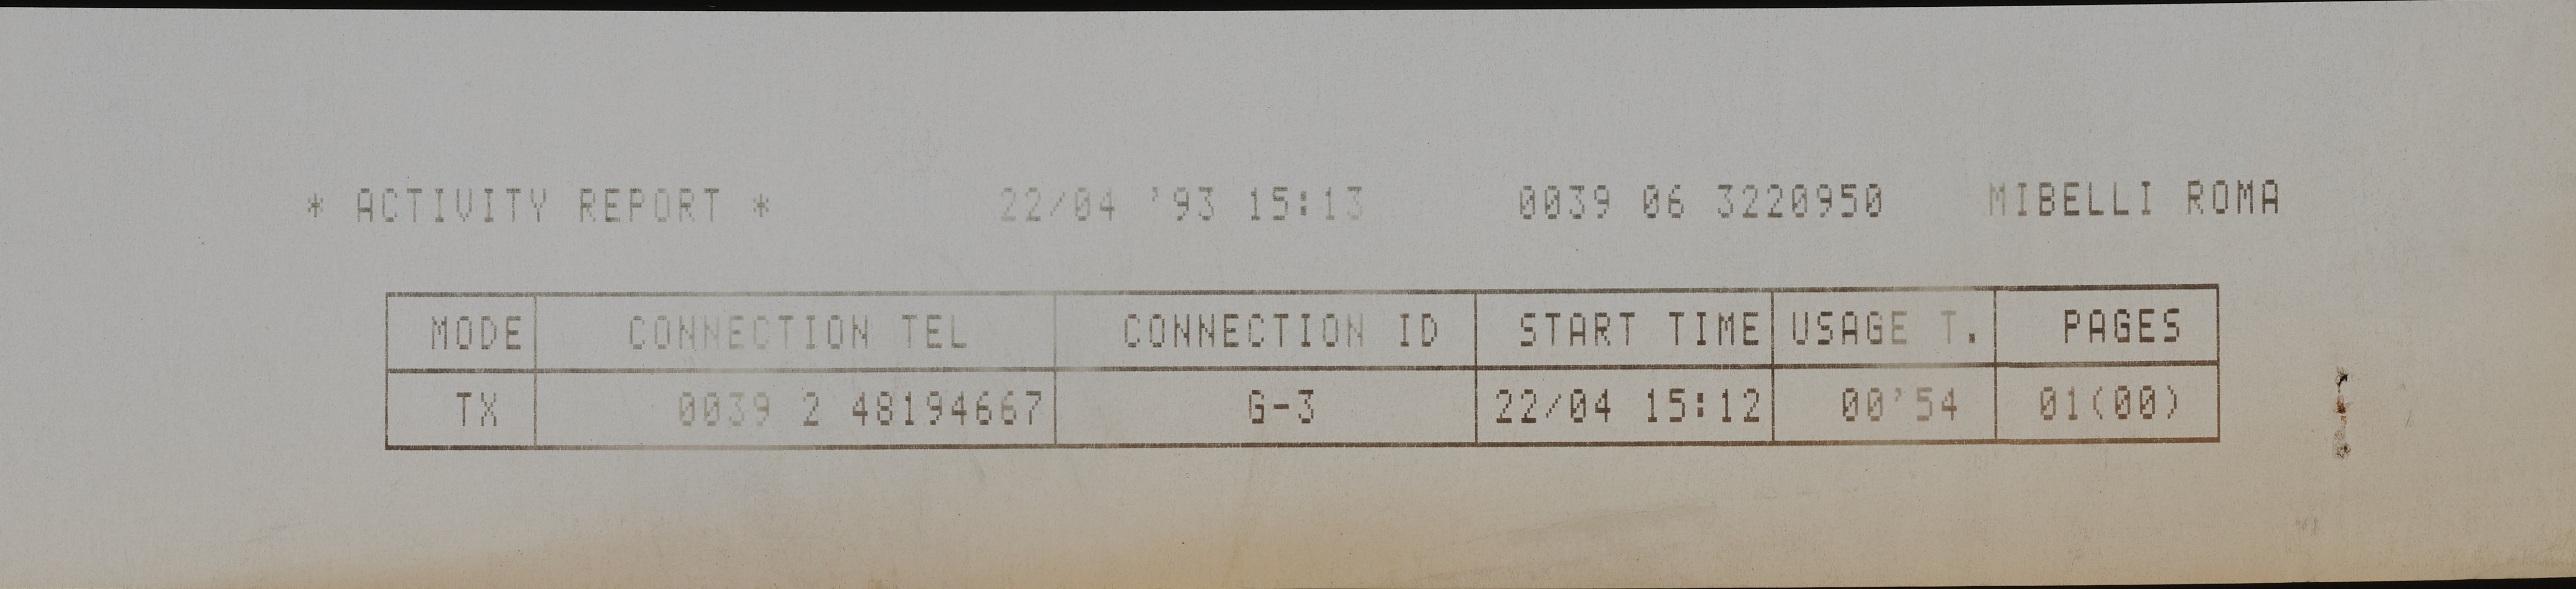 * ACTIVITY REPORT * 22/04 '93 15:13 0039 06 3220950 MIBELLI ROMA
MODE CONNECTION TEL CONNECTION ID START TIME USAGE T. PAGES
TX 0039 2 48194667 G-3 22/04 15:12 00'54 01(00)